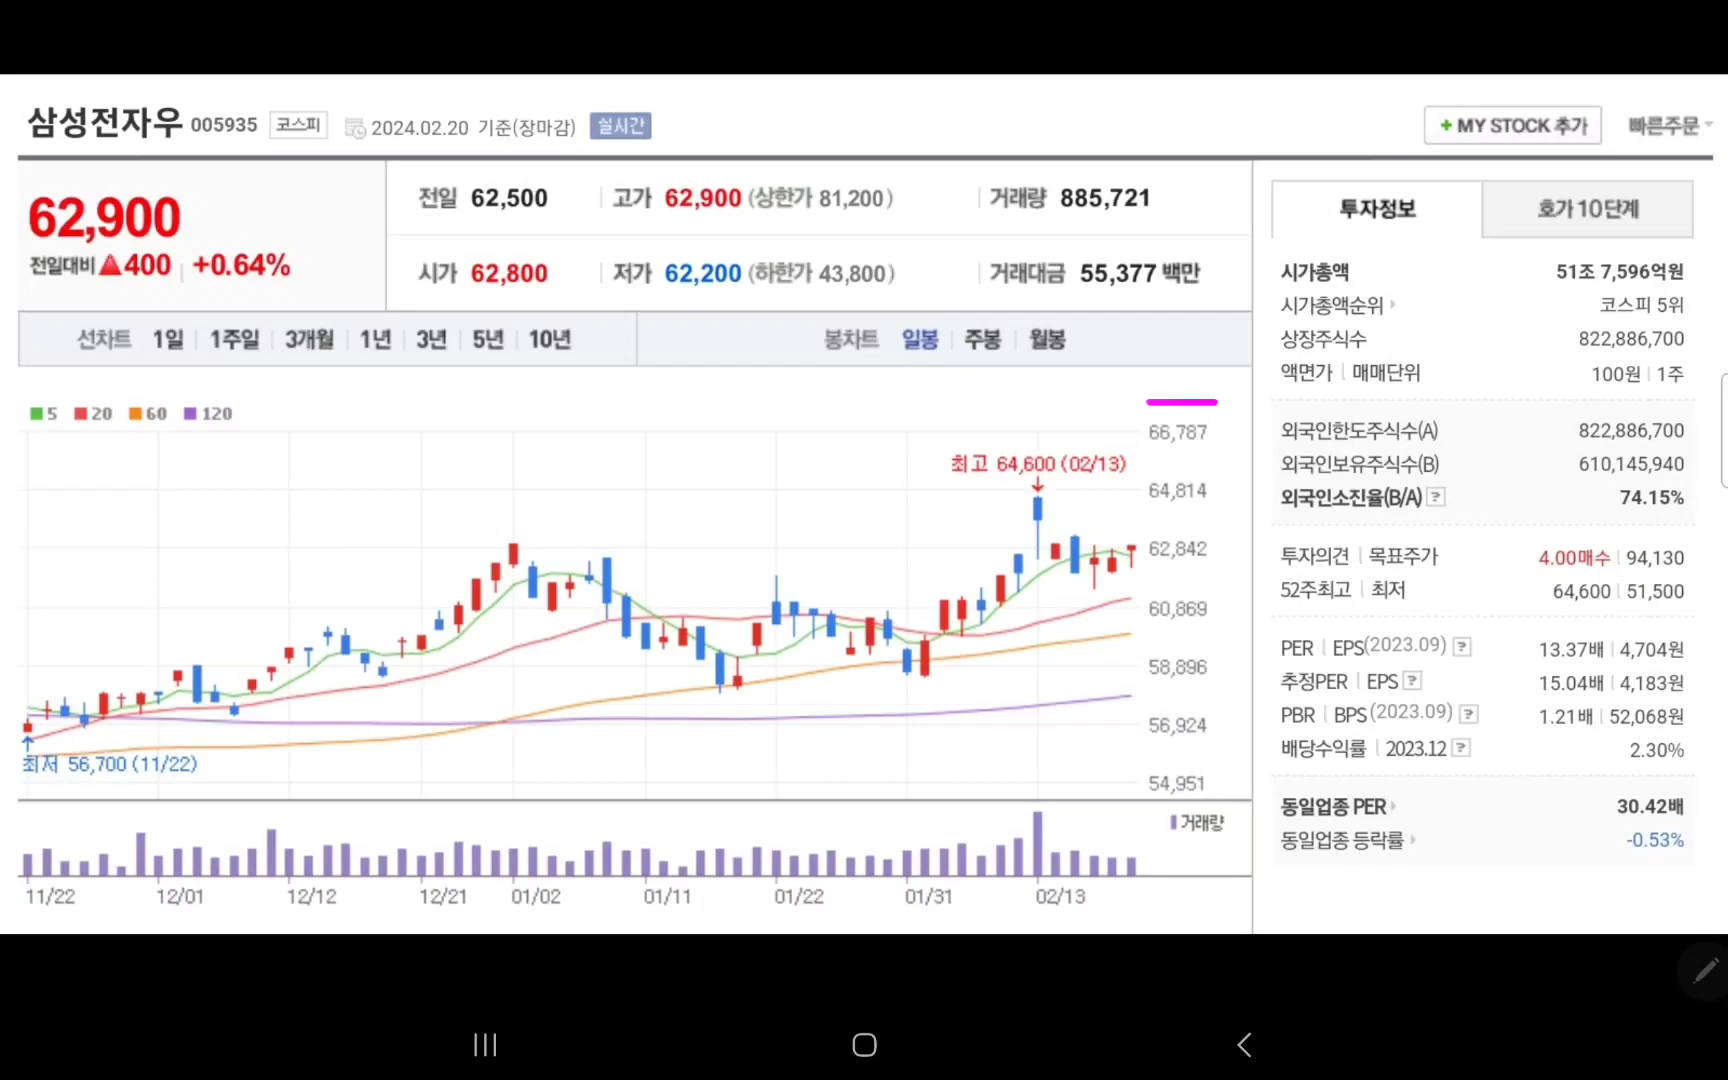 삼성전자우 005935 코스피 2024.02.20 기준(장마감) 실시간
+ MY STOCK 추가 빠른주문
62,900
전일대비 ▲400 +0.64%
전일 62,500 고가 62,900 (상한가 81,200) 거래량 885,721
시가 62,800 저가 62,200 (하한가 43,800) 거래대금 55,377 백만
선차트 1일 1주일 3개월 1년 3년 5년 10년 봉차트 일봉 주봉 월봉
5 20 60 120
66,787
최고 64,600 (02/13)
64,814
62,842
60,869
58,896
56,924
최저 56,700 (11/22)
54,951
거래량
11/22 12/01 12/12 12/21 01/02 01/11 01/22 01/31 02/13
투자정보 호가 10단계
시가총액 51조 7,596억원
시가총액순위 코스피 5위
상장주식수 822,886,700
액면가 매매단위 100원 1주
외국인한도주식수(A) 822,886,700
외국인보유주식수(B) 610,145,940
외국인소진율(B/A) ? 74.15%
투자의견 목표주가 4.00매수 94,130
52주최고 최저 64,600 51,500
PER EPS(2023.09) ? 13.37배 4,704원
추정PER EPS ? 15.04배 4,183원
PBR BPS(2023.09) ? 1.21배 52,068원
배당수익률 2023.12 ? 2.30%
동일업종 PER 30.42배
동일업종 등락률 -0.53%